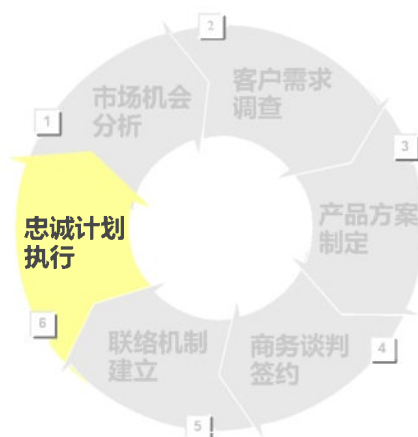 2
客户需求
调查
市场机会
分析
1
3
产品方案
制定
忠诚计划
执行
6
联络机制
建立
商务谈判
签约
4
5